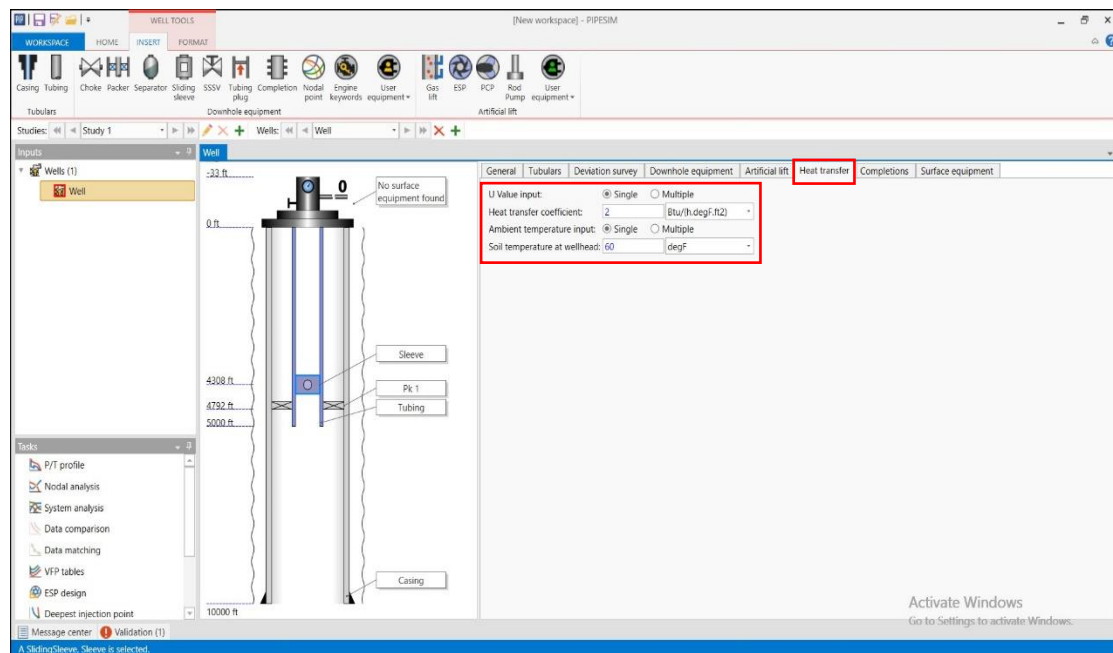 PIP
WELL TOOLS
[New workspace] - PIPESIM
WORKSPACE HOME INSERT FORMAT
Casing Tubing Choke Packer Separator Sliding sleeve SSSV Tubing plug Completion Nodal point Engine keywords User equipment Gas lift ESP PCP Rod Pump User equipment
Tubulars Downhole equipment Artificial lift
Studies: Study 1 Wells: Well
Inputs
Wells (1)
Well
Well
-33 ft
0
No surface
equipment found
0 ft
Sleeve
4308 ft
Pk 1
4792 ft
Tubing
5000 ft
Casing
10000 ft
General Tubulars Deviation survey Downhole equipment Artificial lift Heat transfer Completions Surface equipment
U Value input: Single Multiple
Heat transfer coefficient: 2 Btu/(h.degF.ft2)
Ambient temperature input: Single Multiple
Soil temperature at wellhead: 60 degF
Tasks
P/T profile
Nodal analysis
System analysis
Data comparison
Data matching
VFP tables
ESP design
Deepest injection point
Activate Windows
Go to Settings to activate Windows.
Message center Validation (1)
A SlidingSleeve, Sleeve is selected.